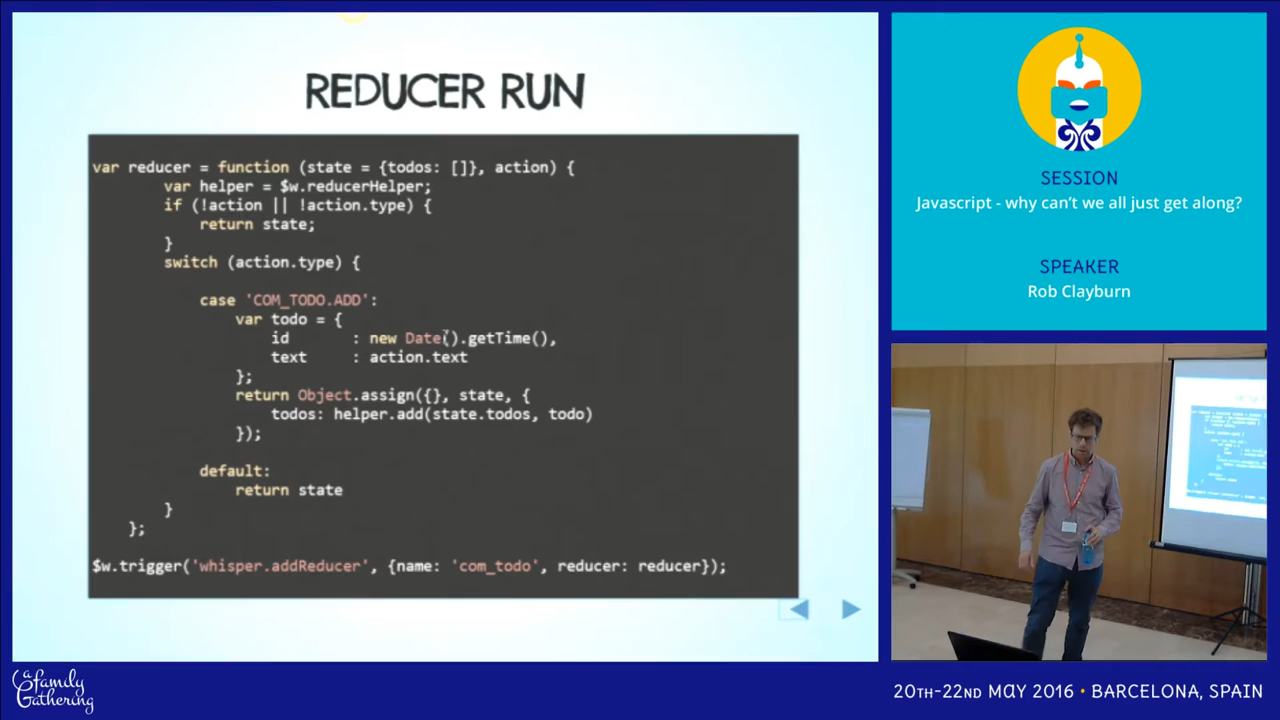 REDUCER RUN
var reducer = function (state = {todos: []}, action) {
var helper = $w.reducerHelper;
if (!action || !action.type) {
return state;
}
switch (action.type) {
case 'COM_TODO.ADD':
var todo = {
id : new Date().getTime(),
text : action.text
};
return Object.assign({}, state, {
todos: helper.add(state.todos, todo)
});
default:
return state
}
};
$w.trigger('whisper.addReducer', {name: 'com_todo', reducer: reducer});
SESSION
Javascript - why can't we all just get along?
SPEAKER
Rob Clayburn
a family Gathering
20TH-22ND MAY 2016 • BARCELONA, SPAIN